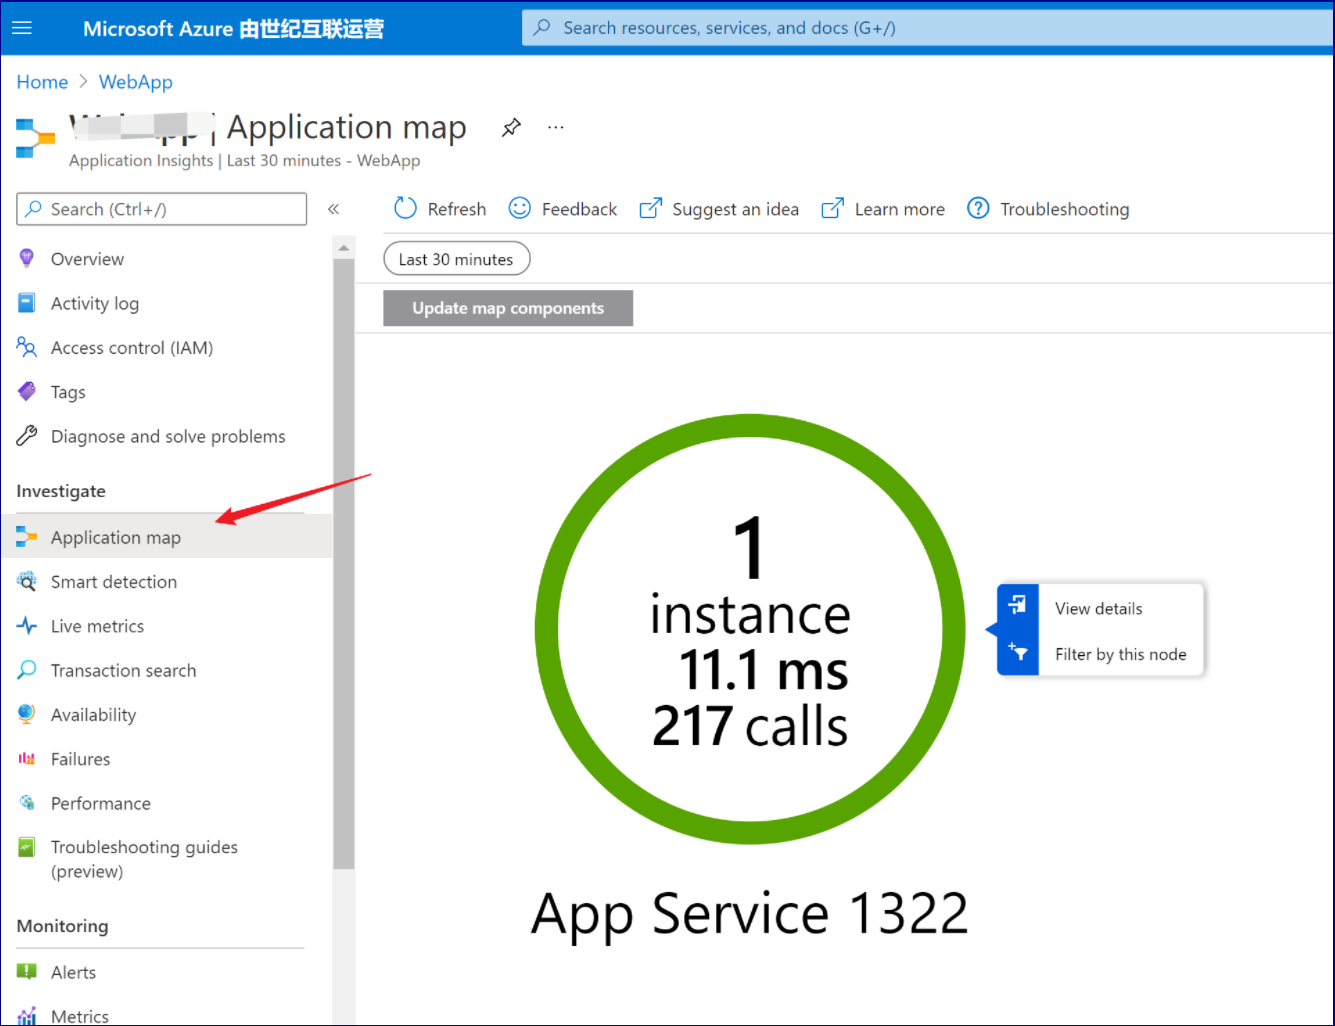 Microsoft Azure 由世纪互联运营
Search resources, services, and docs (G+/)
Home > WebApp
| Application map
Application Insights | Last 30 minutes - WebApp
Search (Ctrl+/)
«
Refresh
Feedback
Suggest an idea
Learn more
Troubleshooting
Last 30 minutes
Update map components
Overview
Activity log
Access control (IAM)
Tags
Diagnose and solve problems
Investigate
Application map
Smart detection
Live metrics
Transaction search
Availability
Failures
Performance
Troubleshooting guides
(preview)
Monitoring
Alerts
Metrics
1
instance
11.1 ms
217 calls
View details
Filter by this node
App Service 1322